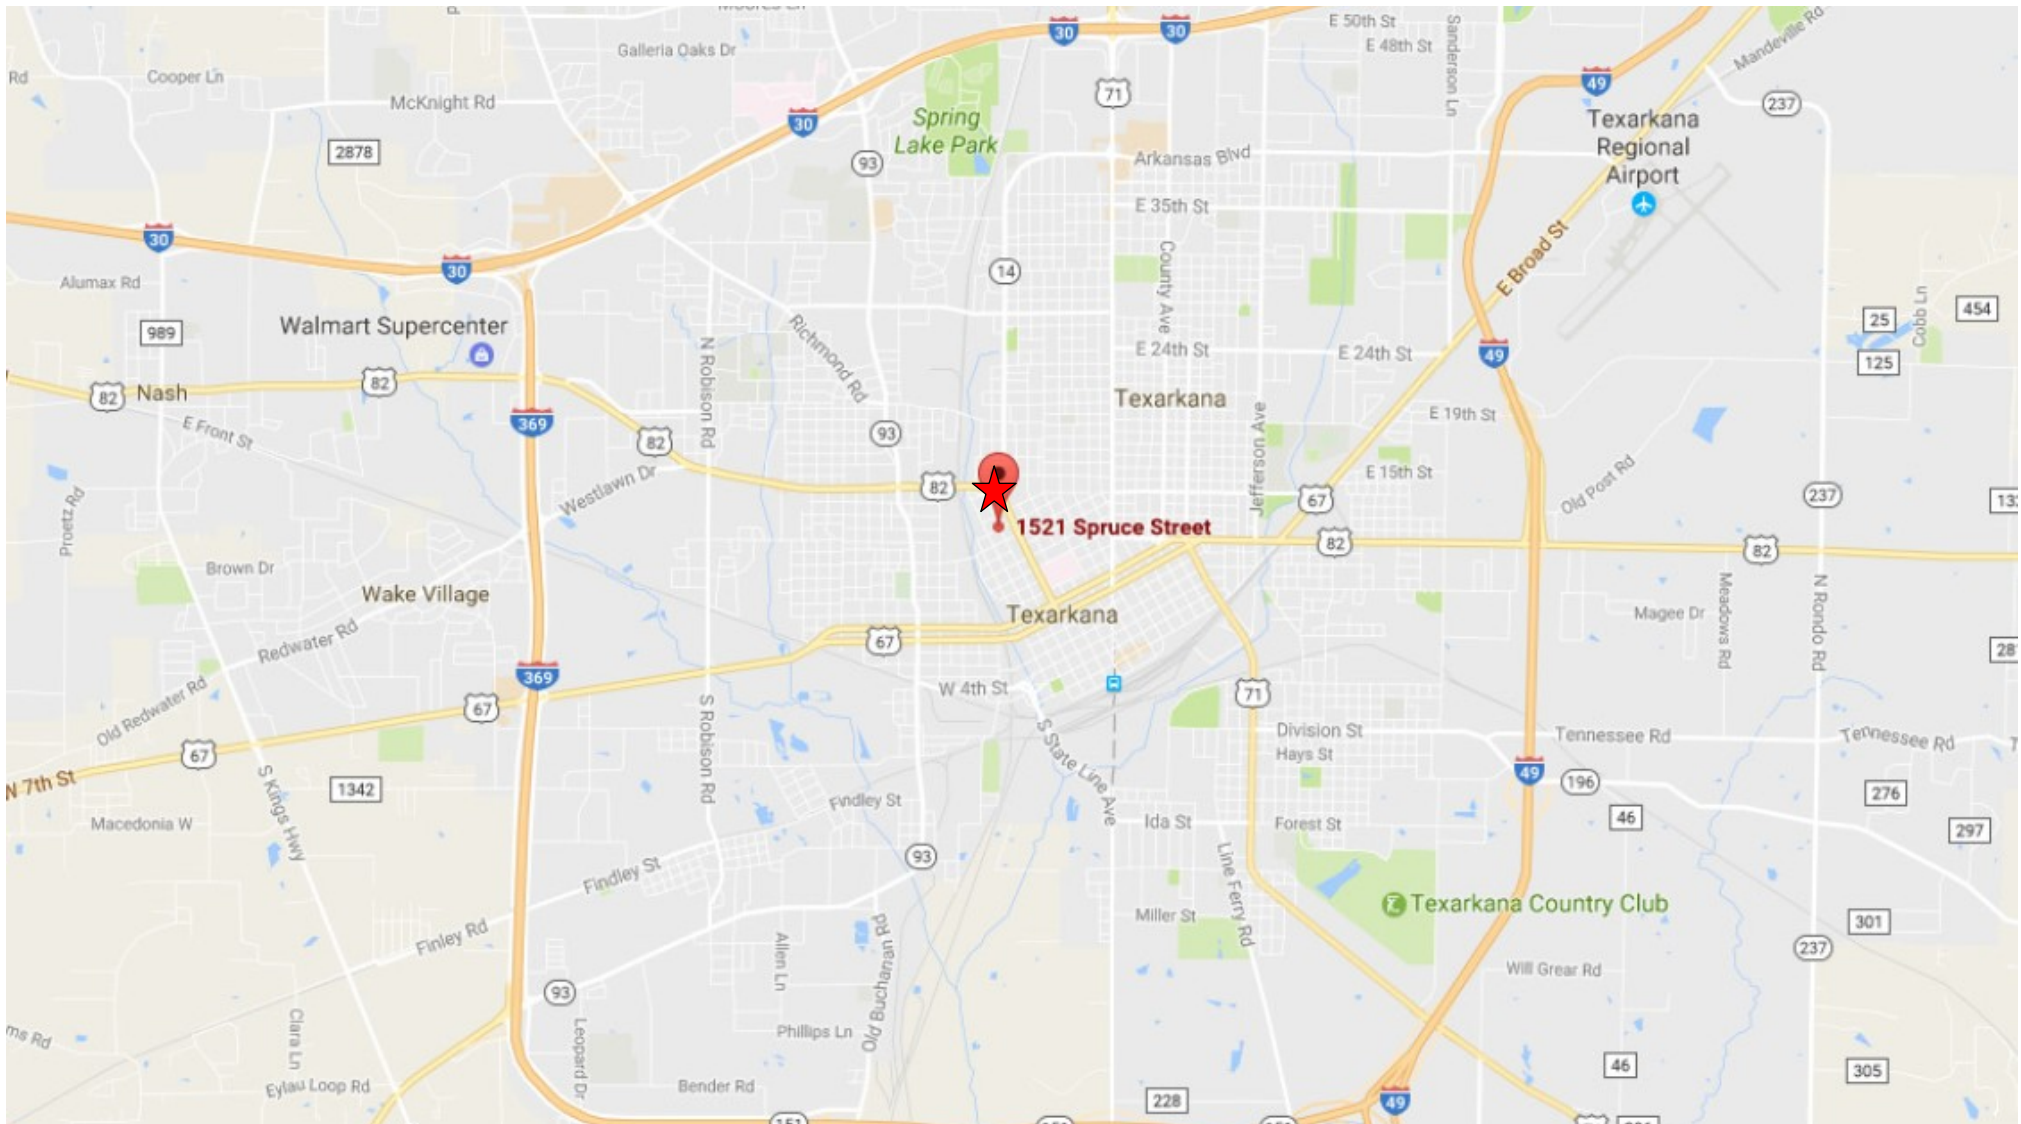 Galleria Oaks Dr
E 50th St
E 48th St
Sanderson Ln
Mandeville Rd
30
30
71
49
237
Rd
Cooper Ln
McKnight Rd
2878
30
93
Spring
Lake Park
Arkansas Blvd
E 35th St
Texarkana
Regional
Airport
30
30
14
County Ave
E Broad St
Alumax Rd
989
Walmart Supercenter
N Robison Rd
Richmond Rd
E 24th St
E 24th St
49
25
125
Cobb Ln
454
82
Nash
82
369
82
93
Texarkana
E 19th St
Jefferson Ave
E Front St
Westlawn Dr
82
E 15th St
67
Old Post Rd
237
Proetz Rd
1521 Spruce Street
82
82
Brown Dr
Wake Village
Texarkana
Magee Dr
Meadows Rd
N Rondo Rd
Redwater Rd
67
369
67
Old Redwater Rd
67
W 7th St
S Kings Hwy
1342
S Robison Rd
W 4th St
S State Line Ave
71
Division St
Hays St
Tennessee Rd
Tennessee Rd
49
196
276
46
297
Macedonia W
Findley St
Findley St
93
Ida St
Forest St
Line Ferry Rd
Texarkana Country Club
Miller St
301
237
Finley Rd
Allen Ln
Old Buchanan Rd
Will Grear Rd
93
Clara Ln
Leopard Dr
Phillips Ln
Eylau Loop Rd
Bender Rd
46
305
228
49